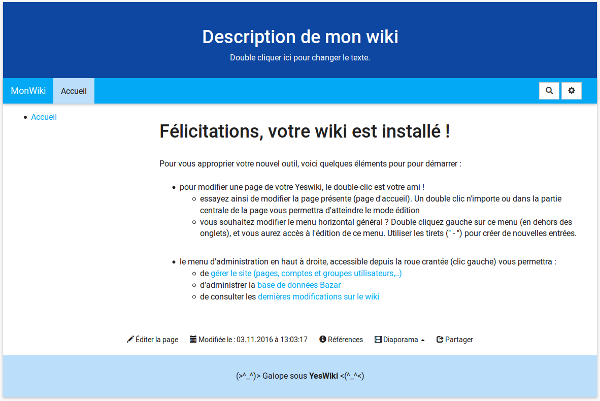 Description de mon wiki
Double cliquer ici pour changer le texte.
MonWiki Accueil
Accueil
Félicitations, votre wiki est installé !
Pour vous approprier votre nouvel outil, voici quelques éléments pour pour démarrer :
pour modifier une page de votre Yeswiki, le double-clic est votre ami !
essayez ainsi de modifier la page présente (page d'accueil). Un double clic n'importe ou dans la partie
centrale de la page vous permettra d'atteindre le mode édition
vous souhaitez modifier le menu horizontal général ? Double cliquez gauche sur ce menu (en dehors des
onglets), et vous aurez accès à l'édition de ce menu. Utiliser les tirets (" - ") pour créer de nouvelles entrées.
le menu d'administration en haut à droite, accessible depuis la roue crantée (clic gauche) vous permettra :
de gérer le site (pages, comptes et groupes utilisateurs,..)
d'administrer la base de données Bazar
de consulter les dernières modifications sur le wiki
Éditer la page Modifiée le : 03.11.2016 à 13:03:17 Références Diaporama Partager
(>^_^)> Galope sous YesWiki <(^_^<)